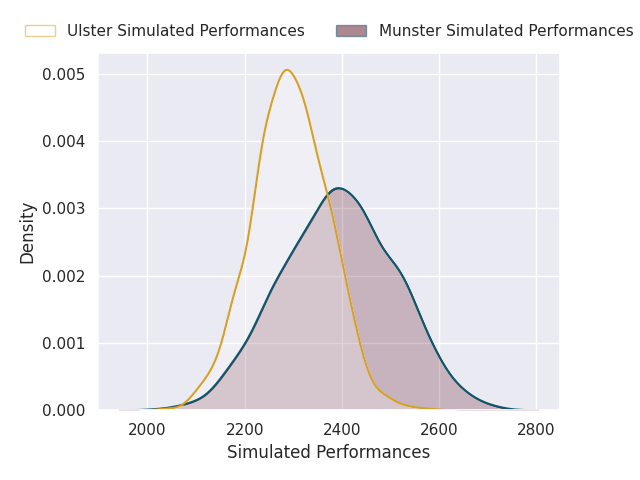 Ulster Simulated Performances Munster Simulated Performances
0.005
0.004
0.003
0.002
0.001
0.000
Density
2000 2200 2400 2600 2800
Simulated Performances